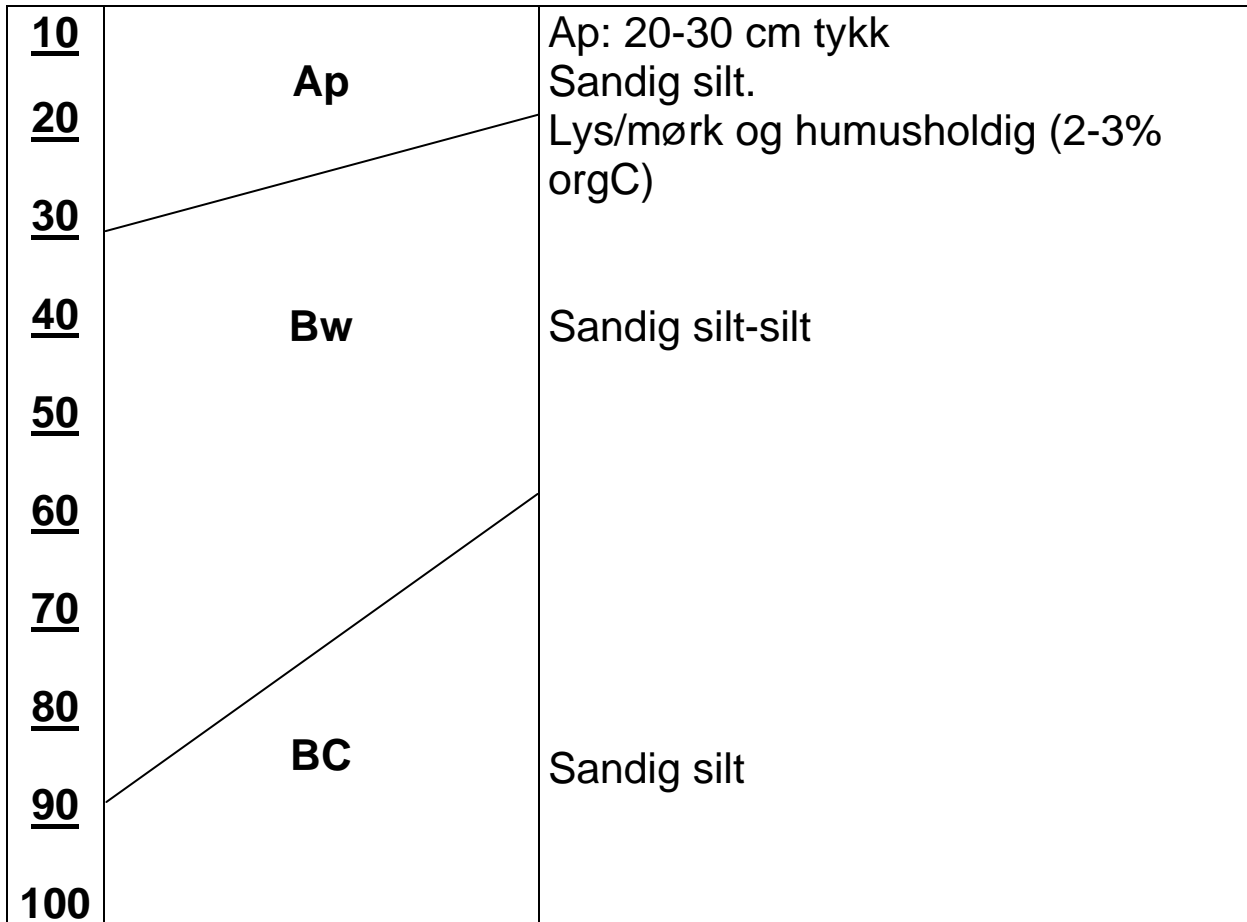 10
Ap: 20-30 cm tykk
Ap
Sandig silt.
20
Lys/mørk og humusholdig (2-3%
orgC)
30
40
Bw
Sandig silt-silt
50
60
70
80
BC
Sandig silt
90
100